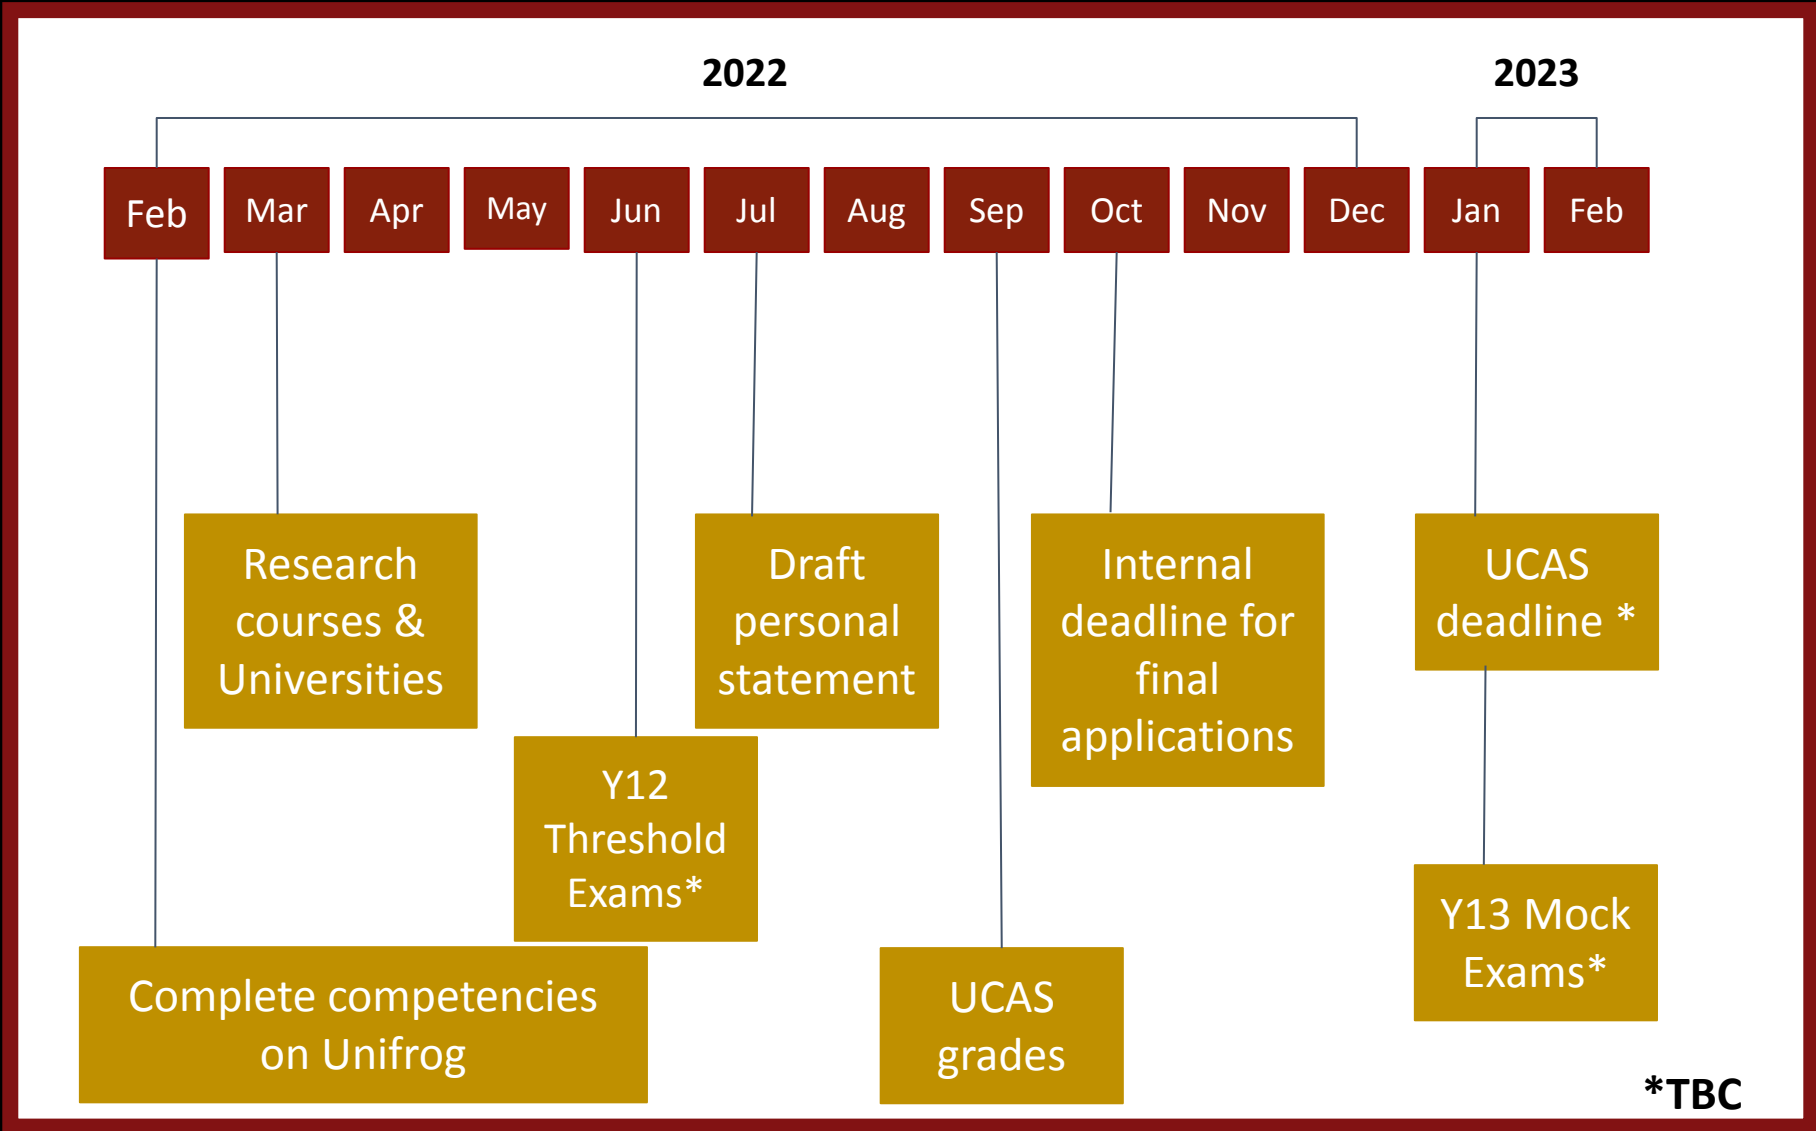 2022
2023
Feb
Mar
Apr
May
Jun
Jul
Aug
Sep
Oct
Nov
Dec
Jan
Feb
Research
courses &
Universities
Draft
personal
statement
Internal
deadline for
final
applications
UCAS
deadline *
Y12
Threshold
Exams*
Y13 Mock
Exams*
Complete competencies
on Unifrog
UCAS
grades
*TBC